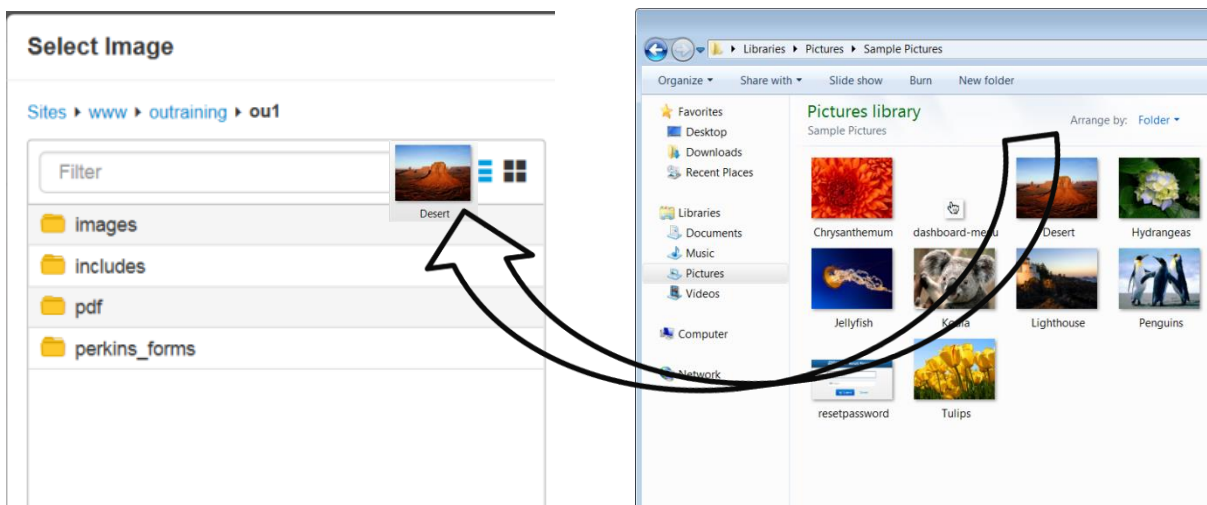 Select Image
Sites ▸ www ▸ outraining ▸ ou1
Filter
Desert
images
includes
pdf
perkins_forms
Libraries ▸ Pictures ▸ Sample Pictures
Organize Share with Slide show Burn New folder
Favorites
Desktop
Downloads
Recent Places
Libraries
Documents
Music
Pictures
Videos
Computer
Network
Pictures library
Sample Pictures
Arrange by: Folder
Chrysanthemum dashboard-menu Desert Hydrangeas
Jellyfish Koala Lighthouse Penguins
resetpassword Tulips